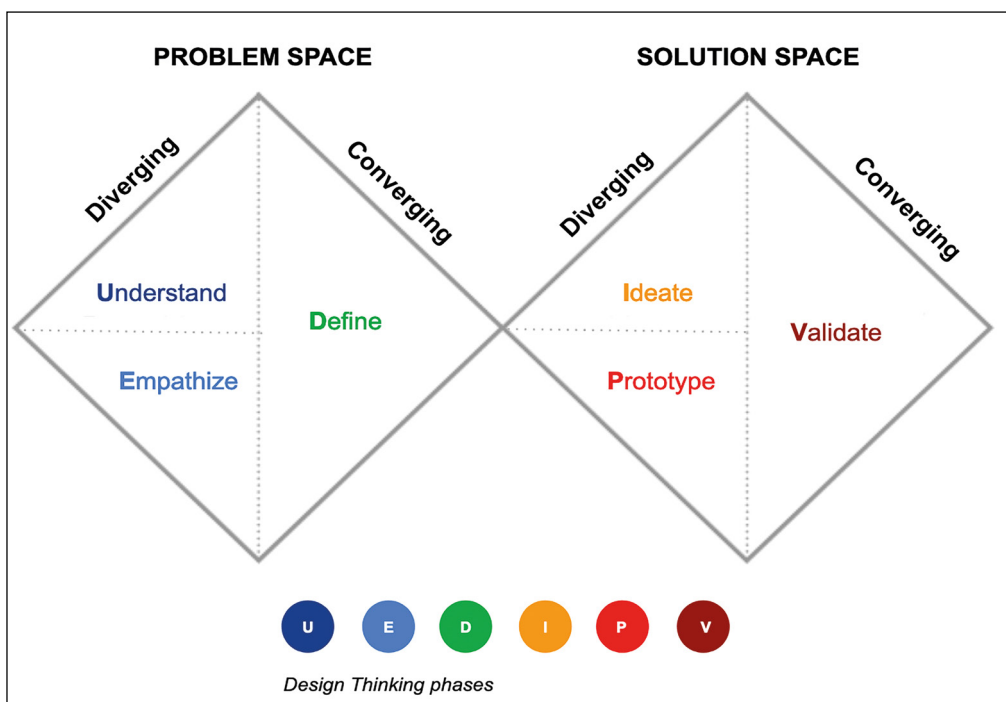 PROBLEM SPACE
SOLUTION SPACE
Diverging
Converging
Diverging
Converging
Understand
Define
Empathize
Ideate
Validate
Prototype
U E D I P V
Design Thinking phases